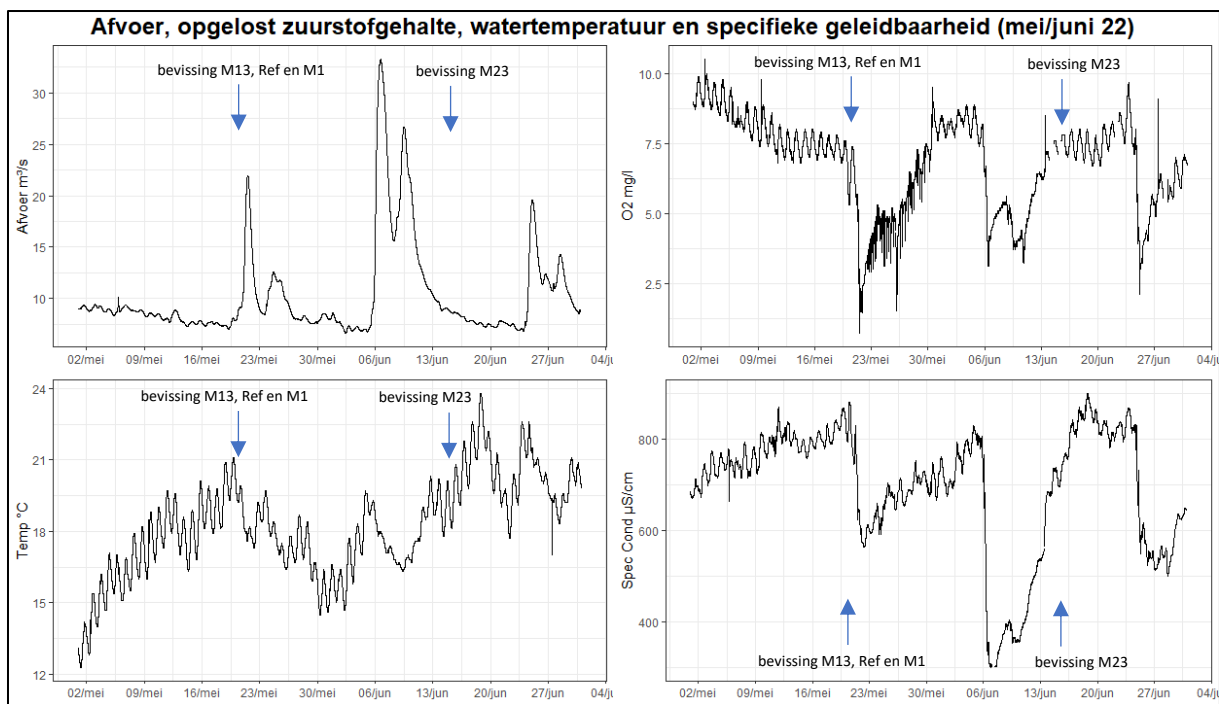 Afvoer, opgelost zuurstofgehalte, watertemperatuur en specifieke geleidbaarheid (mei/juni 22)
bevissing M13, Ref en M1
bevissing M23
Afvoer m³/s
30
25
20
15
10
02/mei 09/mei 16/mei 23/mei 30/mei 06/jun 13/jun 20/jun 27/jun 04/ju
bevissing M13, Ref en M1
bevissing M23
O2 mg/l
10.0
7.5
5.0
2.5
02/mei 09/mei 16/mei 23/mei 30/mei 06/jun 13/jun 20/jun 27/jun 04/ju
bevissing M13, Ref en M1
bevissing M23
Temp °C
24
21
18
15
12
02/mei 09/mei 16/mei 23/mei 30/mei 06/jun 13/jun 20/jun 27/jun 04/ju
Spec Cond µS/cm
800
600
400
bevissing M13, Ref en M1
bevissing M23
02/mei 09/mei 16/mei 23/mei 30/mei 06/jun 13/jun 20/jun 27/jun 04/ju